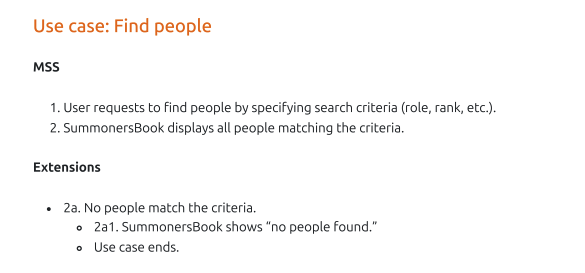 Use case: Find people
MSS
1. User requests to find people by specifying search criteria (role, rank, etc.).
2. SummonersBook displays all people matching the criteria.
Extensions
• 2a. No people match the criteria.
◦ 2a1. SummonersBook shows “no people found.”
◦ Use case ends.